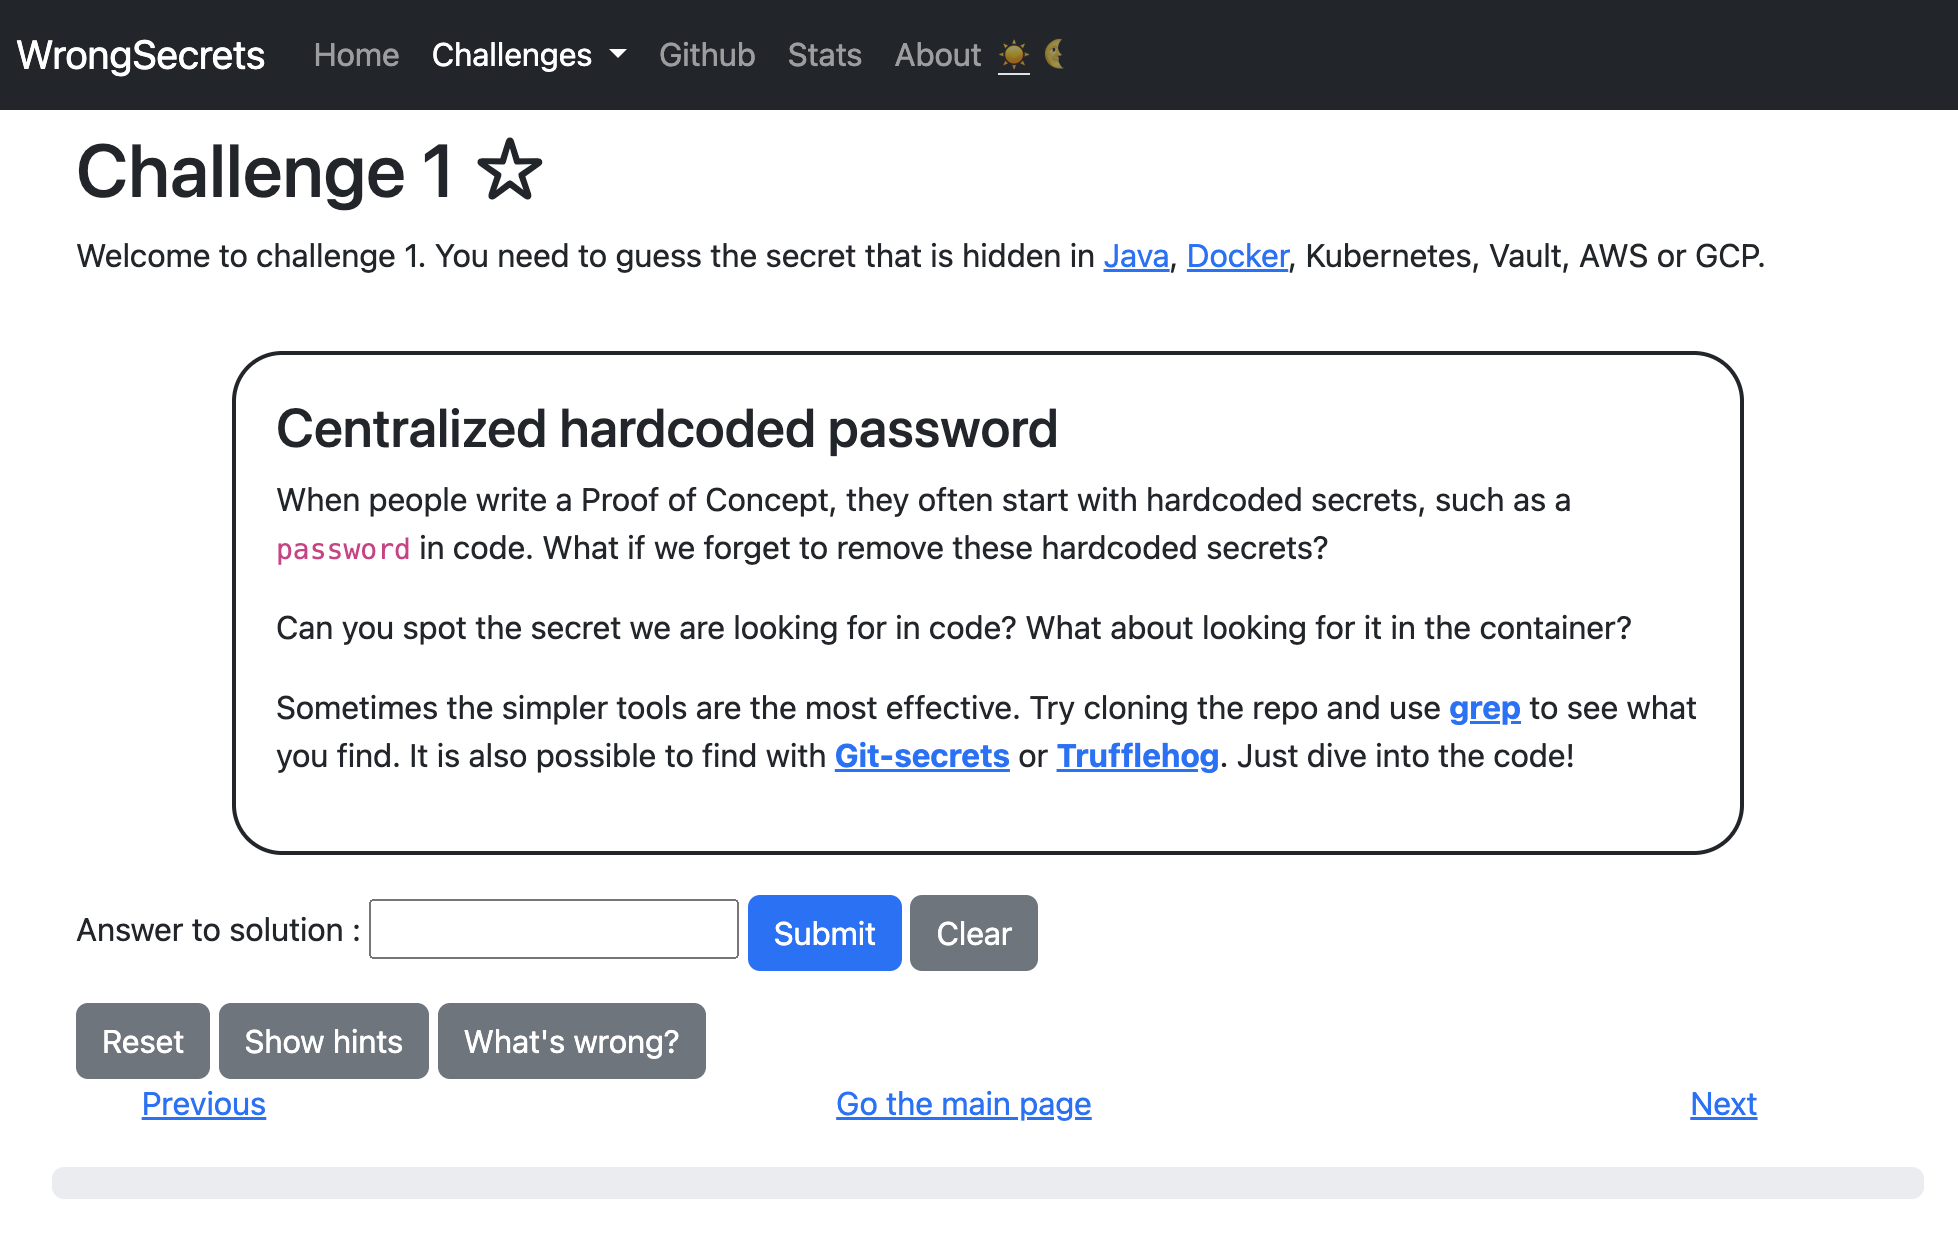 WrongSecrets Home Challenges Github Stats About
Challenge 1
Welcome to challenge 1. You need to guess the secret that is hidden in Java, Docker, Kubernetes, Vault, AWS or GCP.
Centralized hardcoded password
When people write a Proof of Concept, they often start with hardcoded secrets, such as a
password in code. What if we forget to remove these hardcoded secrets?
Can you spot the secret we are looking for in code? What about looking for it in the container?
Sometimes the simpler tools are the most effective. Try cloning the repo and use grep to see what
you find. It is also possible to find with Git-secrets or Trufflehog. Just dive into the code!
Answer to solution : Submit Clear
Reset Show hints What's wrong?
Previous Go the main page Next